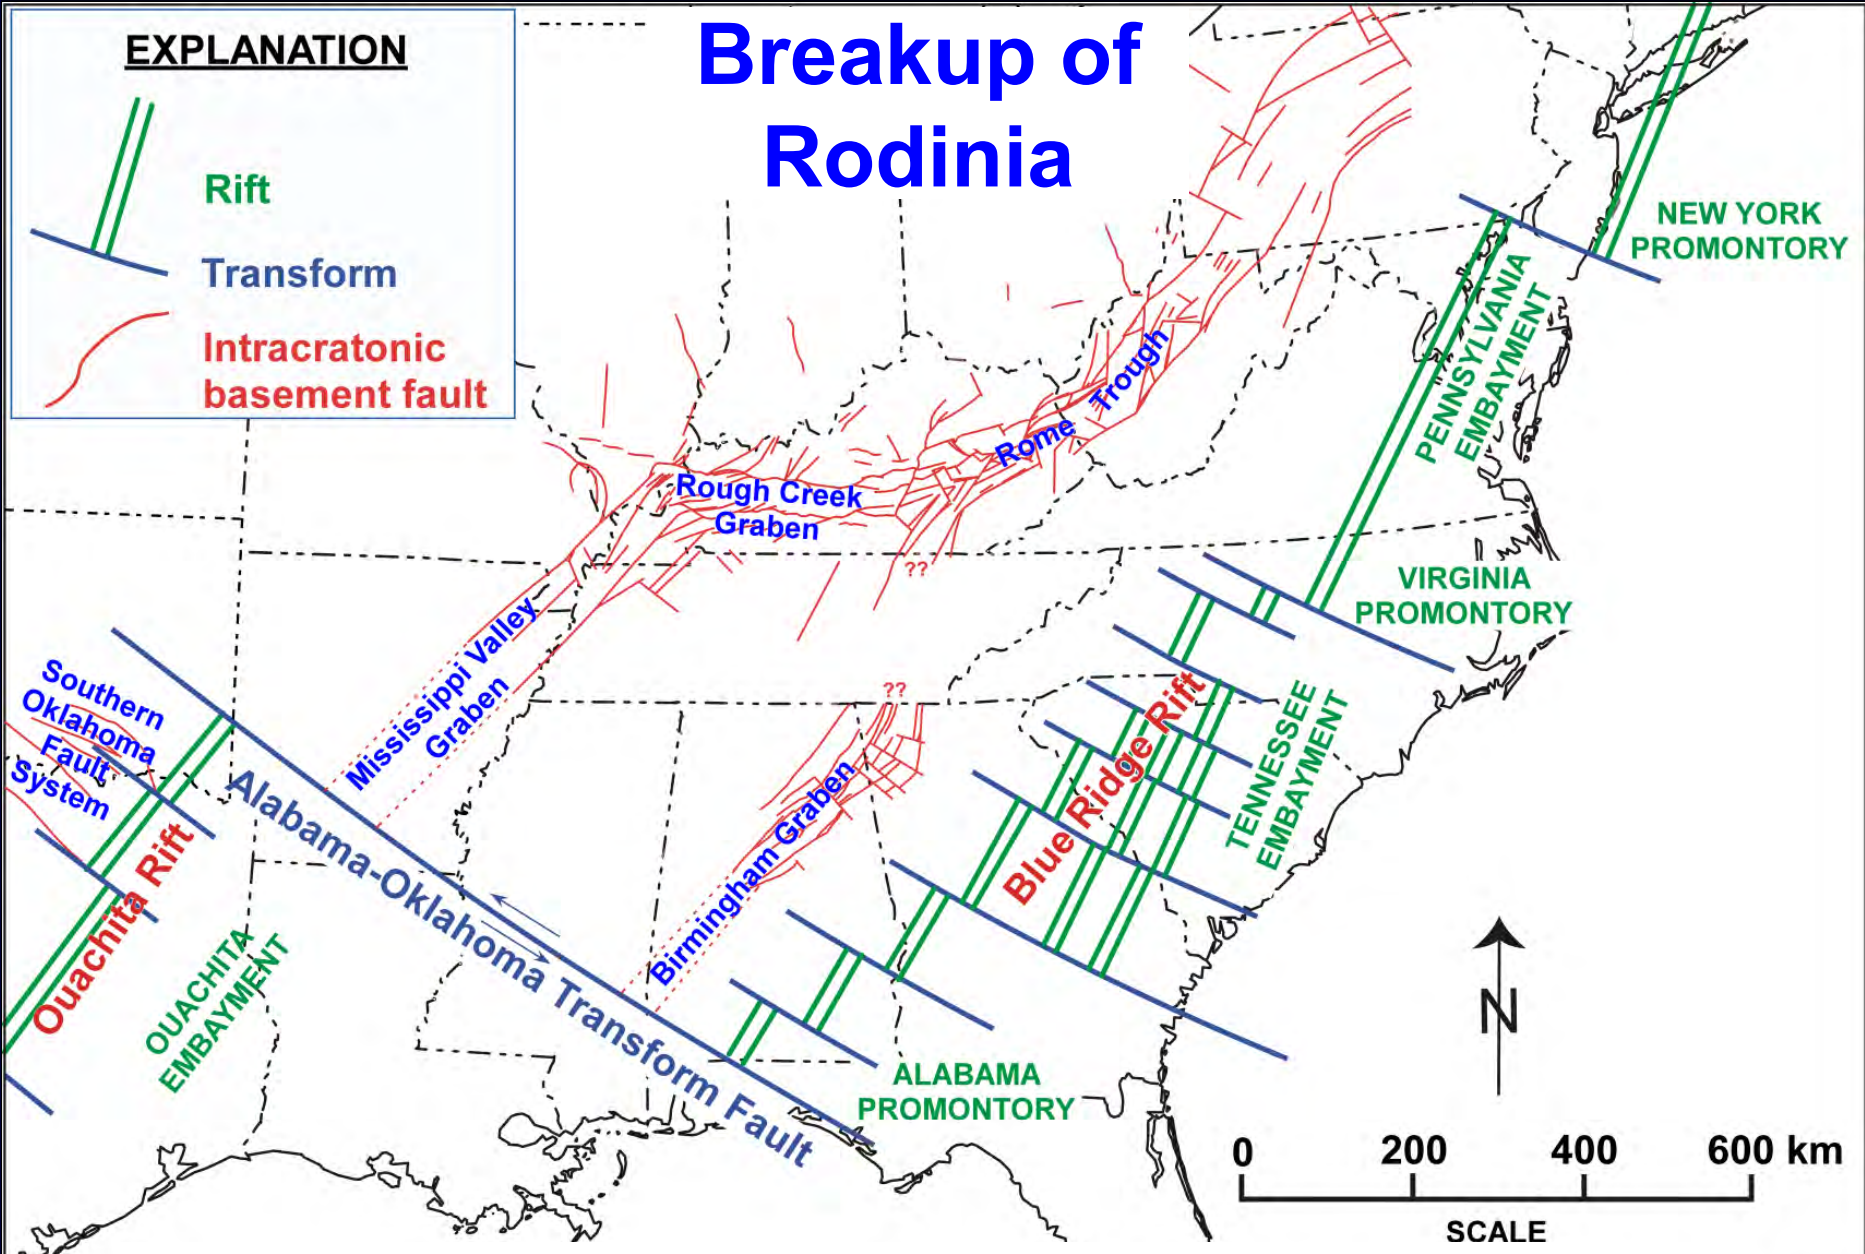 Breakup of
Rodinia
EXPLANATION
Rift
Transform
Intracratonic
basement fault
NEW YORK
PROMONTORY
PENNSYLVANIA
EMBAYMENT
Rome Trough
Rough Creek
Graben
??
VIRGINIA
PROMONTORY
Mississippi Valley
Graben
Southern
Oklahoma
Fault
System
??
Blue Ridge Rift
TENNESSEE
EMBAYMENT
Birmingham Graben
Alabama-Oklahoma Transform Fault
Ouachita Rift
OUACHITA
EMBAYMENT
ALABAMA
PROMONTORY
N
0 200 400 600 km
SCALE